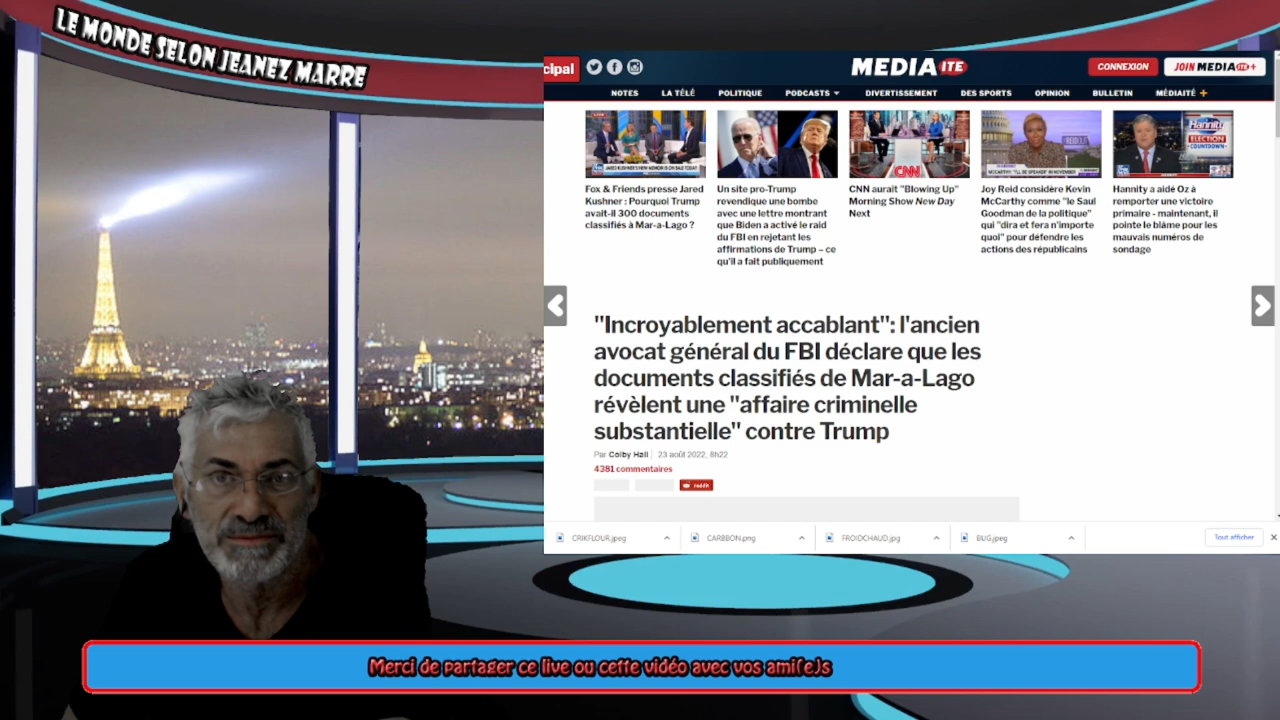 LE MONDE SELON JEANEZ MARRE
cipal
MEDIAITE
CONNEXION
JOIN MEDIAITE+
NOTES
LA TÉLÉ
POLITIQUE
PODCASTS
DIVERTISSEMENT
DES SPORTS
OPINION
BULLETIN
MÉDIAITÉ +
Fox & Friends presse Jared
Kushner : Pourquoi Trump
avait-il 300 documents
classifiés à Mar-a-Lago ?
Un site pro-Trump
revendique une bombe
avec une lettre montrant
que Biden a activé le raid
du FBI en rejetant les
affirmations de Trump – ce
qu'il a fait publiquement
CNN
CNN aurait "Blowing Up"
Morning Show New Day
Next
Joy Reid considère Kevin
McCarthy comme "le Saul
Goodman de la politique"
qui "dira et fera n'importe
quoi" pour défendre les
actions des républicains
Hannity
ELECTION
COUNTDOWN
Hannity a aidé Oz à
remporter une victoire
primaire - maintenant, il
pointe le blâme pour les
mauvais numéros de
sondage
"Incroyablement accablant": l'ancien
avocat général du FBI déclare que les
documents classifiés de Mar-a-Lago
révèlent une "affaire criminelle
substantielle" contre Trump
Par Colby Hall | 23 août 2022, 8h22
4381 commentaires
reddit
CRIKFLOUR.jpeg
CARBBON.png
FROIDCHAUD.jpg
BUG.jpeg
Tout afficher
Merci de partager ce live ou cette vidéo avec vos ami(e)s